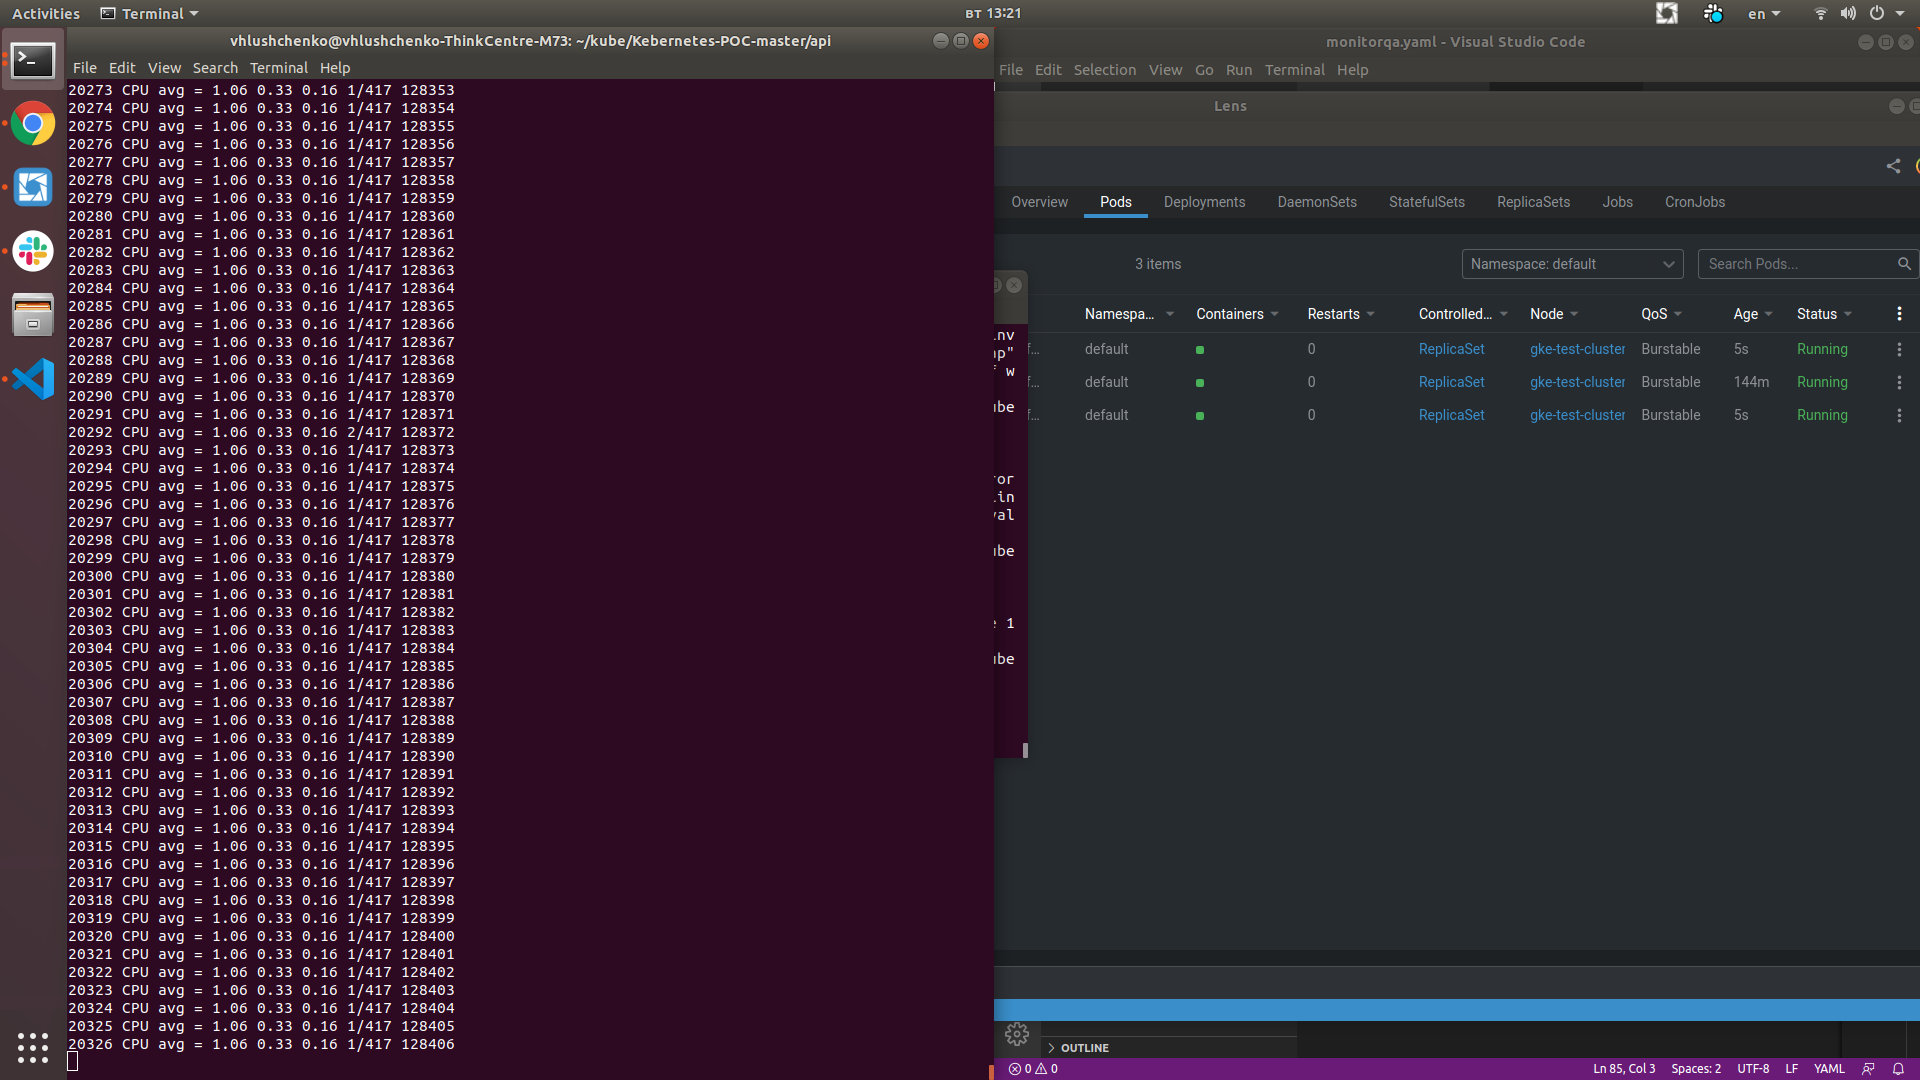 Activities
Terminal
вт 13:21
en
vhlushchenko@vhlushchenko-ThinkCentre-M73: ~/kube/Kebernetes-POC-master/api
File Edit View Search Terminal Help
20273 CPU avg = 1.06 0.33 0.16 1/417 128353
20274 CPU avg = 1.06 0.33 0.16 1/417 128354
20275 CPU avg = 1.06 0.33 0.16 1/417 128355
20276 CPU avg = 1.06 0.33 0.16 1/417 128356
20277 CPU avg = 1.06 0.33 0.16 1/417 128357
20278 CPU avg = 1.06 0.33 0.16 1/417 128358
20279 CPU avg = 1.06 0.33 0.16 1/417 128359
20280 CPU avg = 1.06 0.33 0.16 1/417 128360
20281 CPU avg = 1.06 0.33 0.16 1/417 128361
20282 CPU avg = 1.06 0.33 0.16 1/417 128362
20283 CPU avg = 1.06 0.33 0.16 1/417 128363
20284 CPU avg = 1.06 0.33 0.16 1/417 128364
20285 CPU avg = 1.06 0.33 0.16 1/417 128365
20286 CPU avg = 1.06 0.33 0.16 1/417 128366
20287 CPU avg = 1.06 0.33 0.16 1/417 128367
20288 CPU avg = 1.06 0.33 0.16 1/417 128368
20289 CPU avg = 1.06 0.33 0.16 1/417 128369
20290 CPU avg = 1.06 0.33 0.16 1/417 128370
20291 CPU avg = 1.06 0.33 0.16 1/417 128371
20292 CPU avg = 1.06 0.33 0.16 2/417 128372
20293 CPU avg = 1.06 0.33 0.16 1/417 128373
20294 CPU avg = 1.06 0.33 0.16 1/417 128374
20295 CPU avg = 1.06 0.33 0.16 1/417 128375
20296 CPU avg = 1.06 0.33 0.16 1/417 128376
20297 CPU avg = 1.06 0.33 0.16 1/417 128377
20298 CPU avg = 1.06 0.33 0.16 1/417 128378
20299 CPU avg = 1.06 0.33 0.16 1/417 128379
20300 CPU avg = 1.06 0.33 0.16 1/417 128380
20301 CPU avg = 1.06 0.33 0.16 1/417 128381
20302 CPU avg = 1.06 0.33 0.16 1/417 128382
20303 CPU avg = 1.06 0.33 0.16 1/417 128383
20304 CPU avg = 1.06 0.33 0.16 1/417 128384
20305 CPU avg = 1.06 0.33 0.16 1/417 128385
20306 CPU avg = 1.06 0.33 0.16 1/417 128386
20307 CPU avg = 1.06 0.33 0.16 1/417 128387
20308 CPU avg = 1.06 0.33 0.16 1/417 128388
20309 CPU avg = 1.06 0.33 0.16 1/417 128389
20310 CPU avg = 1.06 0.33 0.16 1/417 128390
20311 CPU avg = 1.06 0.33 0.16 1/417 128391
20312 CPU avg = 1.06 0.33 0.16 1/417 128392
20313 CPU avg = 1.06 0.33 0.16 1/417 128393
20314 CPU avg = 1.06 0.33 0.16 1/417 128394
20315 CPU avg = 1.06 0.33 0.16 1/417 128395
20316 CPU avg = 1.06 0.33 0.16 1/417 128396
20317 CPU avg = 1.06 0.33 0.16 1/417 128397
20318 CPU avg = 1.06 0.33 0.16 1/417 128398
20319 CPU avg = 1.06 0.33 0.16 1/417 128399
20320 CPU avg = 1.06 0.33 0.16 1/417 128400
20321 CPU avg = 1.06 0.33 0.16 1/417 128401
20322 CPU avg = 1.06 0.33 0.16 1/417 128402
20323 CPU avg = 1.06 0.33 0.16 1/417 128403
20324 CPU avg = 1.06 0.33 0.16 1/417 128404
20325 CPU avg = 1.06 0.33 0.16 1/417 128405
20326 CPU avg = 1.06 0.33 0.16 1/417 128406
monitorqa.yaml - Visual Studio Code
File Edit Selection View Go Run Terminal Help
Lens
Overview Pods Deployments DaemonSets StatefulSets ReplicaSets Jobs CronJobs
3 items
Namespace: default
Search Pods...
Namespa... Containers Restarts Controlled... Node QoS Age Status
f... default 0 ReplicaSet gke-test-cluster Burstable 5s Running
f... default 0 ReplicaSet gke-test-cluster Burstable 144m Running
f... default 0 ReplicaSet gke-test-cluster Burstable 5s Running
OUTLINE
0 0
Ln 85, Col 3 Spaces: 2 UTF-8 LF YAML